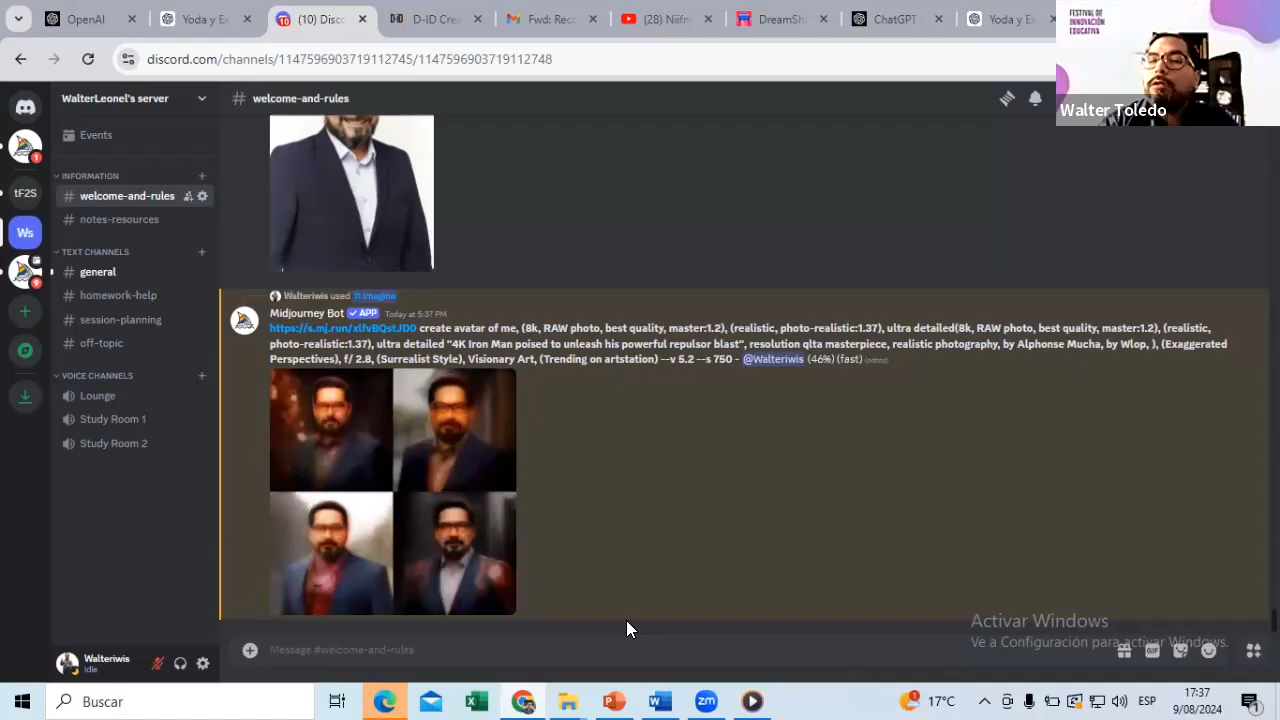 OpenAI
Yoda y E
Disco
D-ID Cre
Fwd: Recc
(28) Niifn
DreamSh
ChatGPT
Yoda y E
discord.com/channels/1147596903719112745/1147596903719112748
FESTIVAL DE
INNOVACIÓN
EDUCATIVA
Walter Toledo
WalterLeonel's server
welcome-and-rules
Events
INFORMATION
welcome-and-rules
notes-resources
TEXT CHANNELS
general
homework-help
session-planning
off-topic
VOICE CHANNELS
Lounge
Study Room 1
Study Room 2
tF2S
Ws
Walteriwis used imagine
Midjourney Bot APP Today at 5:37 PM
create avatar of me, (8k, RAW photo, best quality, master:1.2), (realistic, photo-realistic:1.37), ultra detailed(8k, RAW photo, best quality, master:1.2), (realistic,
photo-realistic:1.37), ultra detailed "4K Iron Man poised to unleash his powerful repulsor blast", resolution qlta masterpiece, realistic photography, by Alphonse Mucha, by Wlop, ), (Exaggerated
Perspectives), f/ 2.8, (Surrealist Style), Visionary Art, (Trending on artstation) --v 5.2 --s 750 - @Walteriwis (46%) (fast) (edited)
Activar Windows
Ve a Configuración para activar Windows.
Message #welcome-and-rules
GIF
Walteriwis
Idle
Buscar
17°C
ESP
17:37
9/08/2024